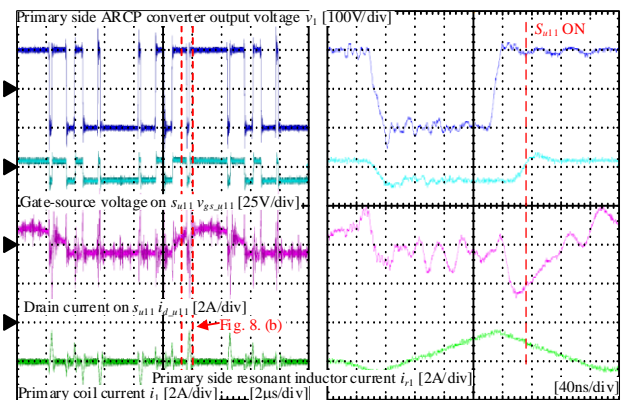 Primary side ARCP converter output voltage v1 [100V/div]
Su11 ON
Gate-source voltage on su11 vgs_u11 [25V/div]
Drain current on su11 id_u11 [2A/div]
Fig. 8. (b)
Primary side resonant inductor current ir1 [2A/div]
Primary coil current i1 [2A/div] [2μs/div]
[40ns/div]